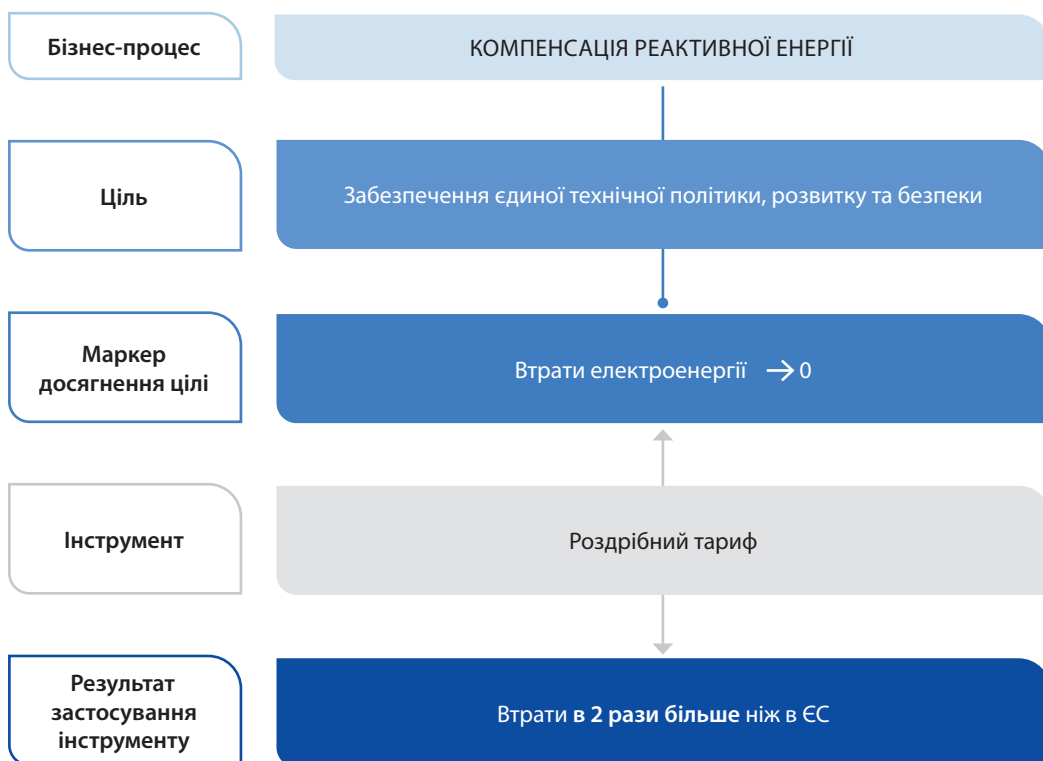 Бізнес-процес
КОМПЕНСАЦІЯ РЕАКТИВНОЇ ЕНЕРГІЇ
Ціль
Забезпечення єдиної технічної політики, розвитку та безпеки
Маркер
досягнення цілі
Втрати електроенергії → 0
Інструмент
Роздрібний тариф
Результат
застосування
інструменту
Втрати в 2 рази більше ніж в ЄС